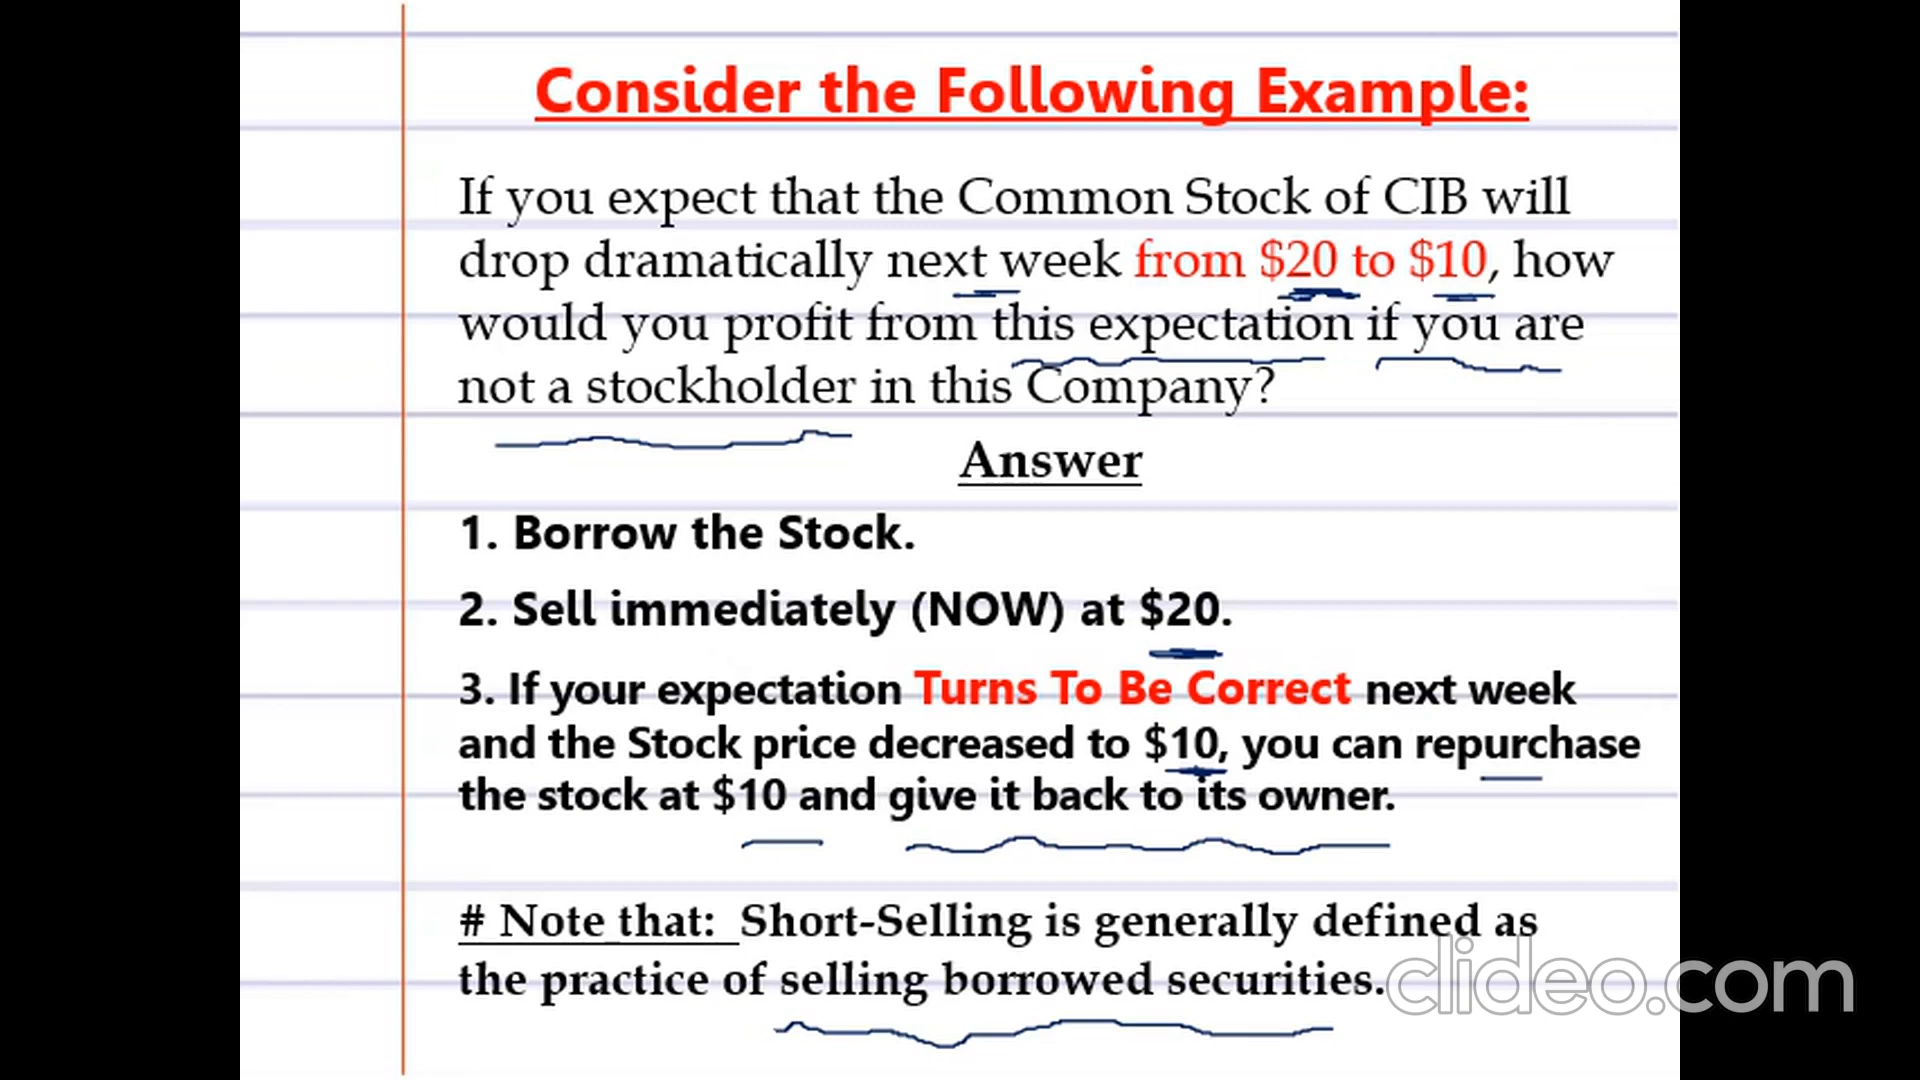 Consider the Following Example:
If you expect that the Common Stock of CIB will
drop dramatically next week from $20 to $10, how
would you profit from this expectation if you are
not a stockholder in this Company?
Answer
1. Borrow the Stock.
2. Sell immediately (NOW) at $20.
3. If your expectation Turns To Be Correct next week
and the Stock price decreased to $10, you can repurchase
the stock at $10 and give it back to its owner.
# Note that: Short-Selling is generally defined as
the practice of selling borrowed securities.
clideo.com